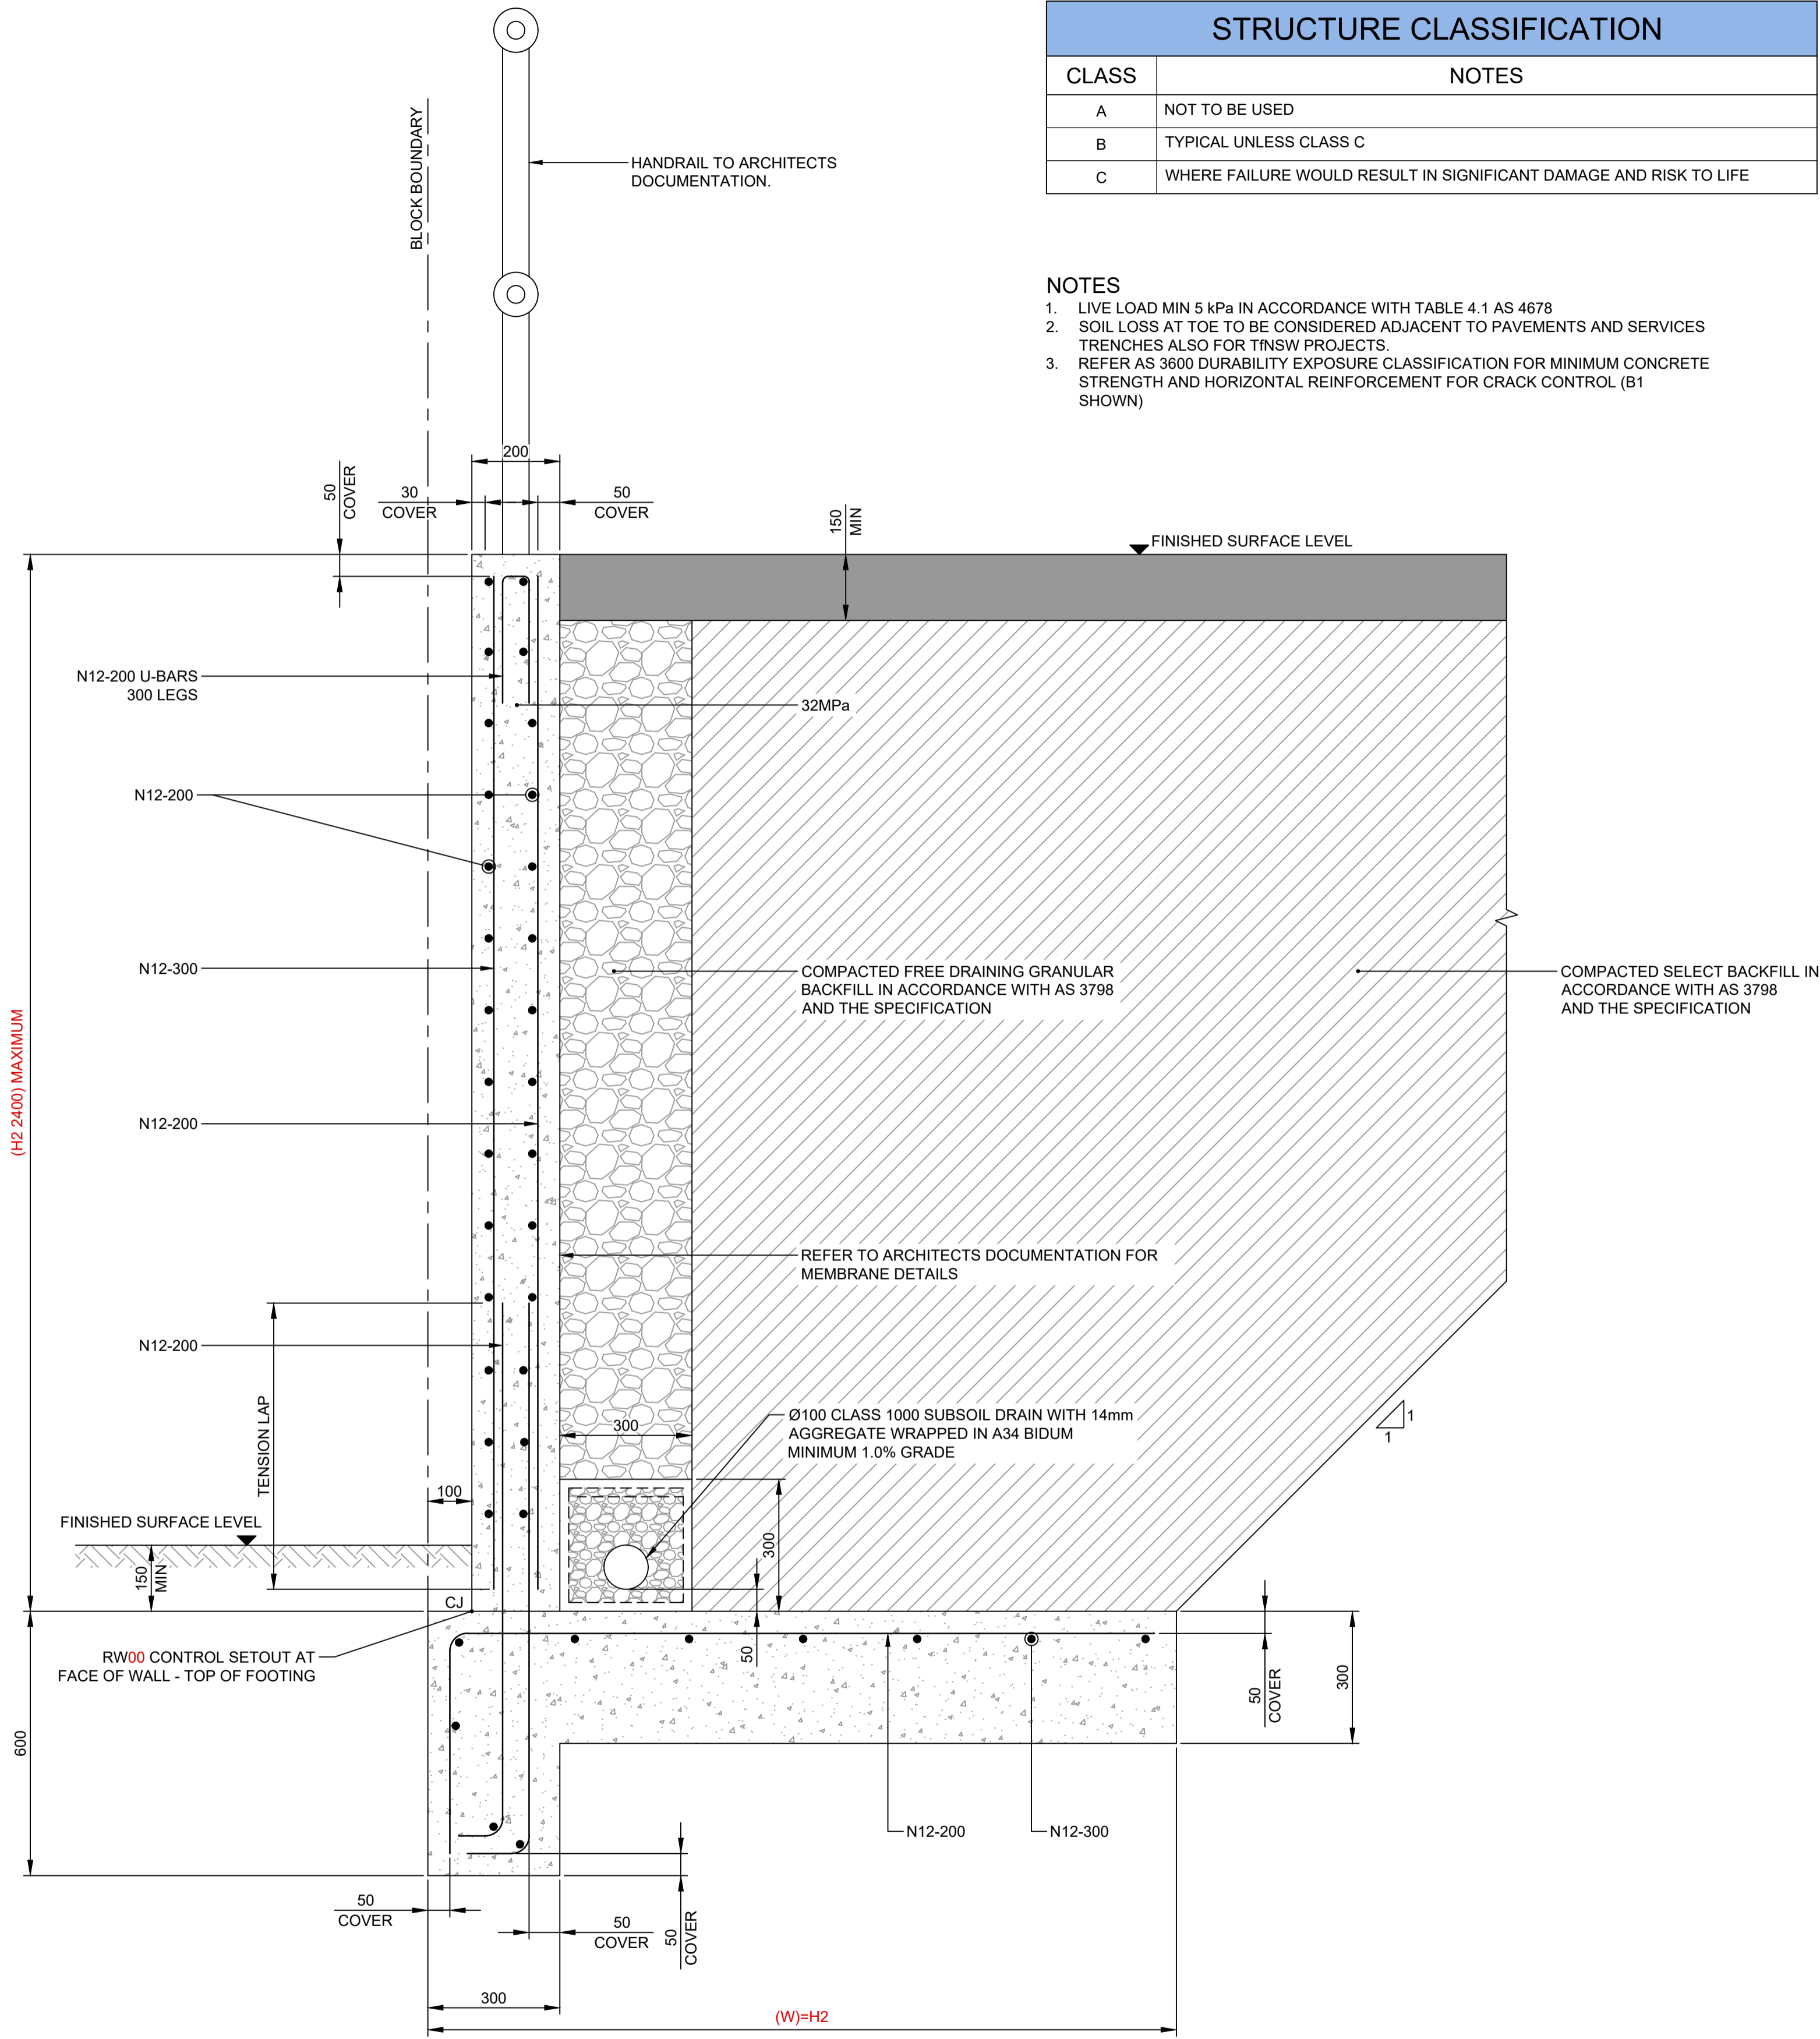 STRUCTURE CLASSIFICATION
CLASS NOTES
A NOT TO BE USED
B TYPICAL UNLESS CLASS C
C WHERE FAILURE WOULD RESULT IN SIGNIFICANT DAMAGE AND RISK TO LIFE
BLOCK BOUNDARY
HANDRAIL TO ARCHITECTS
DOCUMENTATION.
NOTES
1. LIVE LOAD MIN 5 kPa IN ACCORDANCE WITH TABLE 4.1 AS 4678
2. SOIL LOSS AT TOE TO BE CONSIDERED ADJACENT TO PAVEMENTS AND SERVICES
TRENCHES ALSO FOR TfNSW PROJECTS.
3. REFER AS 3600 DURABILITY EXPOSURE CLASSIFICATION FOR MINIMUM CONCRETE
STRENGTH AND HORIZONTAL REINFORCEMENT FOR CRACK CONTROL (B1
SHOWN)
200
50
COVER
30
COVER
50
COVER
150
MIN
FINISHED SURFACE LEVEL
N12-200 U-BARS
300 LEGS
32MPa
N12-200
N12-300
COMPACTED FREE DRAINING GRANULAR
BACKFILL IN ACCORDANCE WITH AS 3798
AND THE SPECIFICATION
COMPACTED SELECT BACKFILL IN
ACCORDANCE WITH AS 3798
AND THE SPECIFICATION
(H2 2400) MAXIMUM
N12-200
REFER TO ARCHITECTS DOCUMENTATION FOR
MEMBRANE DETAILS
N12-200
TENSION LAP
300
Ø100 CLASS 1000 SUBSOIL DRAIN WITH 14mm
AGGREGATE WRAPPED IN A34 BIDUM
MINIMUM 1.0% GRADE
1
1
100
FINISHED SURFACE LEVEL
150
MIN
300
CJ
RW00 CONTROL SETOUT AT
FACE OF WALL - TOP OF FOOTING
50
50
COVER
300
600
N12-200
N12-300
50
COVER
50
COVER
50
COVER
300
(W)=H2